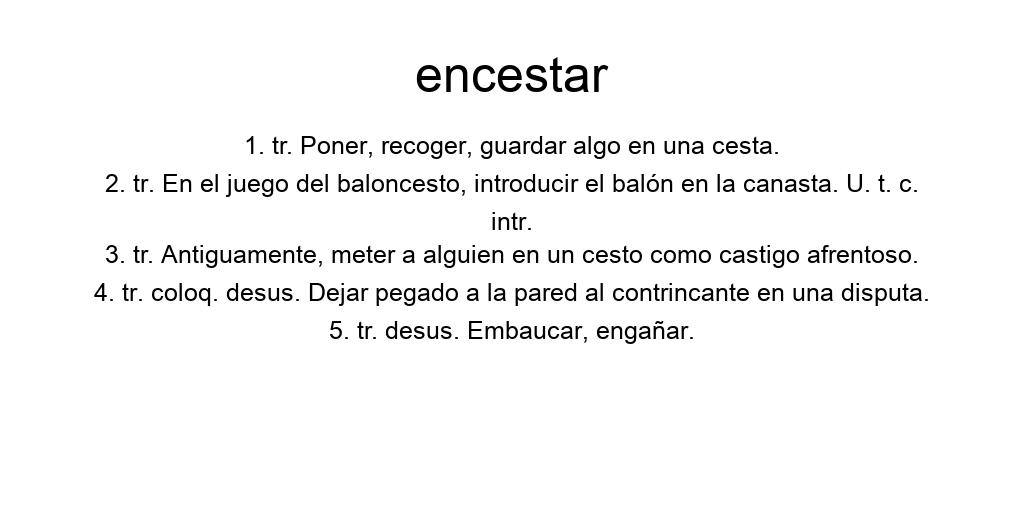 encestar
1. tr. Poner, recoger, guardar algo en una cesta.
2. tr. En el juego del baloncesto, introducir el balón en la canasta. U. t. c.
intr.
3. tr. Antiguamente, meter a alguien en un cesto como castigo afrentoso.
4. tr. coloq. desus. Dejar pegado a la pared al contrincante en una disputa.
5. tr. desus. Embaucar, engañar.